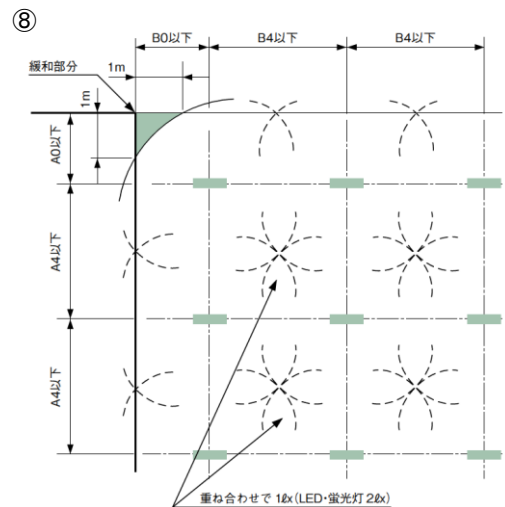 ⑧
B0以下
B4以下
B4以下
緩和部分
1m
1m
A0以下
A4以下
A4以下
重ね合わせで 1ℓx(LED・蛍光灯 2ℓx)